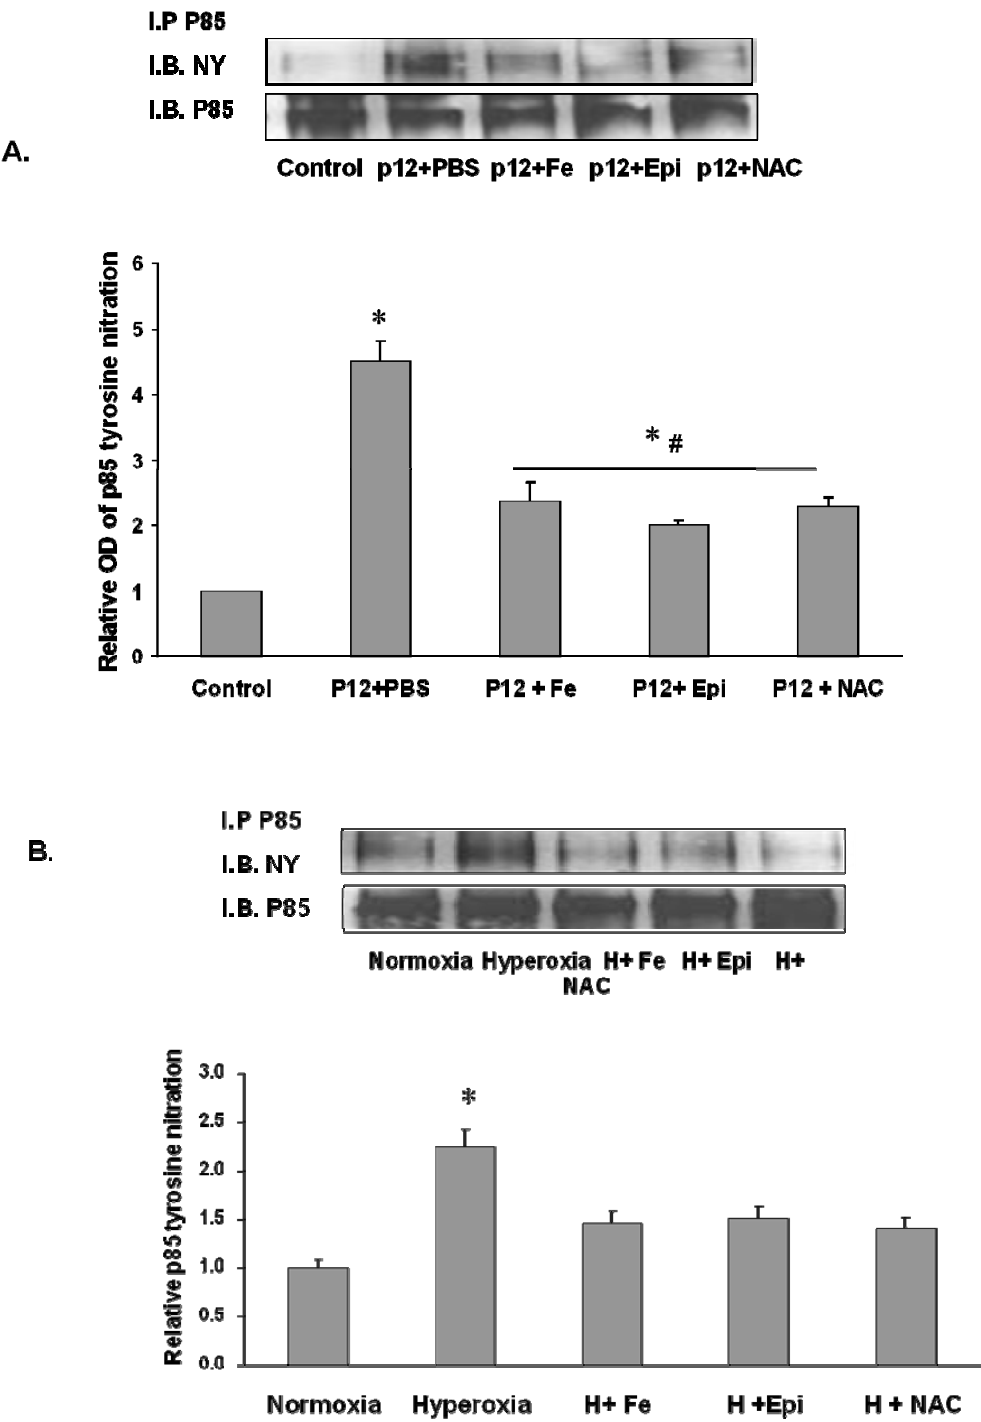 I.P P85
I.B. NY
I.B. P85
A.
Control p12+PBS p12+Fe p12+Epi p12+NAC
Relative OD of p85 tyrosine nitration
6
5
4
3
2
1
0
*
* #
Control P12+PBS P12 + Fe P12+ Epi P12 + NAC
I.P P85
B.
I.B. NY
I.B. P85
Normoxia Hyperoxia H+ Fe H+ Epi H+
NAC
Relative p85 tyrosine nitration
3.0
2.5
2.0
1.5
1.0
0.5
0.0
*
Normoxia Hyperoxia H+ Fe H +Epi H + NAC